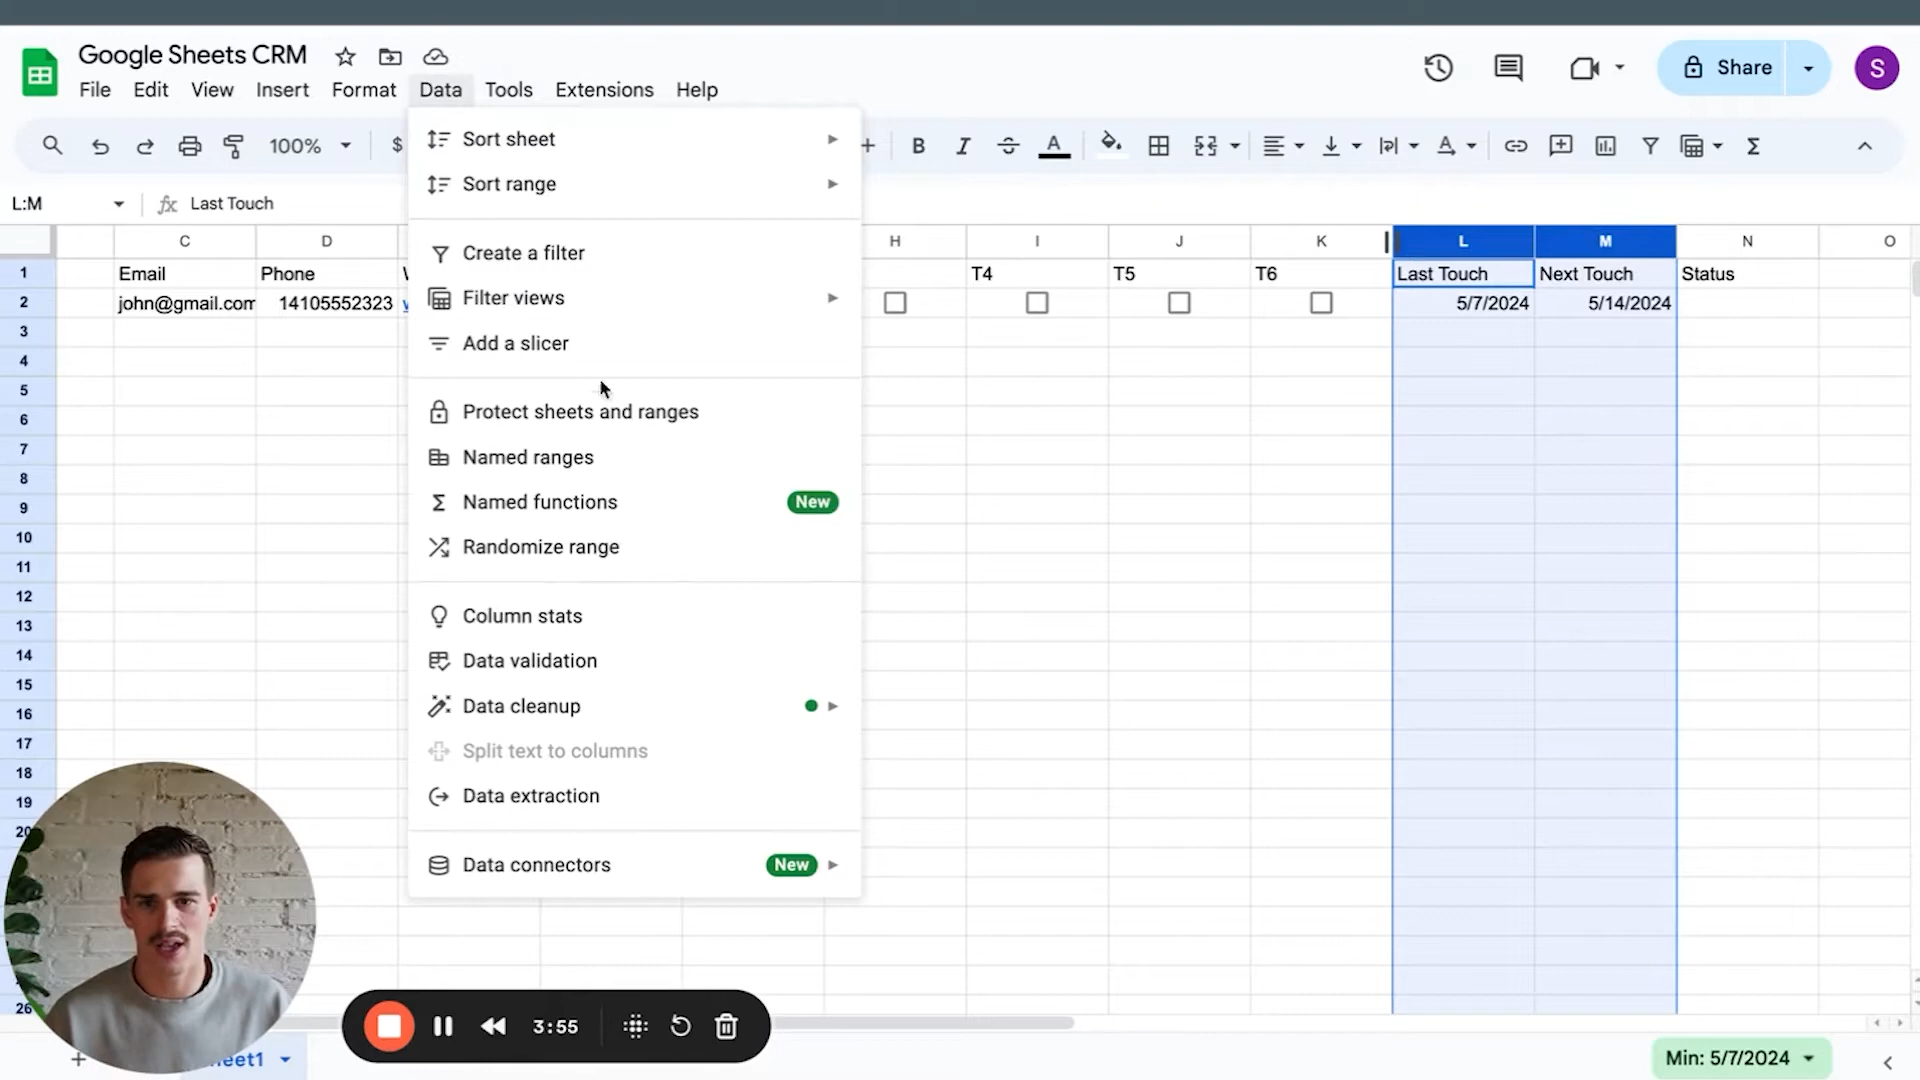 Google Sheets CRM
File Edit View Insert Format Data Tools Extensions Help
Share
S
100%
$
L:M
fx Last Touch
C D H I J K L M N O
1 Email Phone T4 T5 T6 Last Touch Next Touch Status
2 john@gmail.com 14105552323 5/7/2024 5/14/2024
3
4
5
6
7
8
9
10
11
12
13
14
15
16
17
18
19
20
26
Sort sheet
Sort range
Create a filter
Filter views
Add a slicer
Protect sheets and ranges
Named ranges
Named functions New
Randomize range
Column stats
Data validation
Data cleanup
Split text to columns
Data extraction
Data connectors New
3:55
Min: 5/7/2024